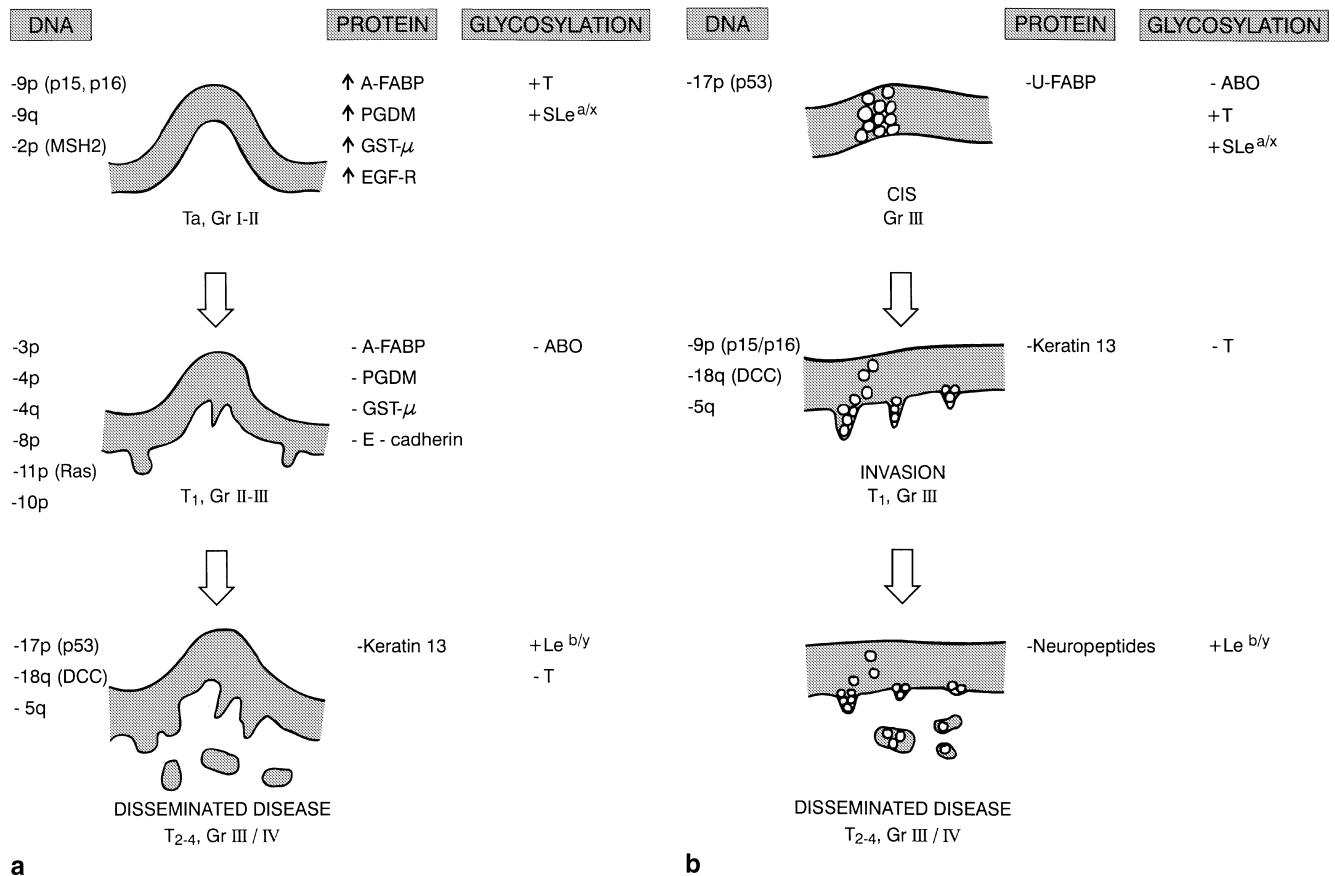 DNA PROTEIN GLYCOSYLATION
-9p (p15, p16) ↑ A-FABP +T
-9q ↑ PGDM +SLe a/x
-2p (MSH2) ↑ GST-μ
↑ EGF-R
Ta, Gr I-II
-3p - A-FABP - ABO
-4p - PGDM
-4q - GST-μ
-8p - E - cadherin
-11p (Ras)
T1, Gr II-III
-10p
-17p (p53) -Keratin 13 +Le b/y
-18q (DCC) - T
- 5q
DISSEMINATED DISEASE
T2-4, Gr III / IV
a
DNA PROTEIN GLYCOSYLATION
-17p (p53) -U-FABP - ABO
+T
+SLe a/x
CIS
Gr III
-9p (p15/p16) -Keratin 13 - T
-18q (DCC)
-5q
INVASION
T1, Gr III
-Neuropeptides +Le b/y
DISSEMINATED DISEASE
T2-4, Gr III / IV
b